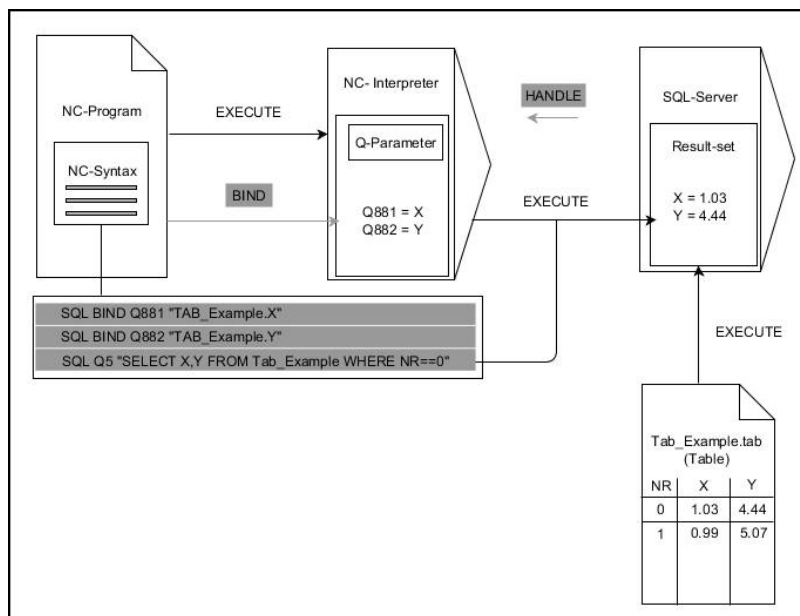 NC-Program
NC-Syntax
EXECUTE
BIND
NC- Interpreter
Q-Parameter
Q881 = X
Q882 = Y
HANDLE
EXECUTE
SQL-Server
Result-set
X = 1.03
Y = 4.44
SQL BIND Q881 "TAB_Example.X"
SQL BIND Q882 "TAB_Example.Y"
SQL Q5 "SELECT X,Y FROM Tab_Example WHERE NR==0"
EXECUTE
Tab_Example.tab
(Table)
NR X Y
0 1.03 4.44
1 0.99 5.07